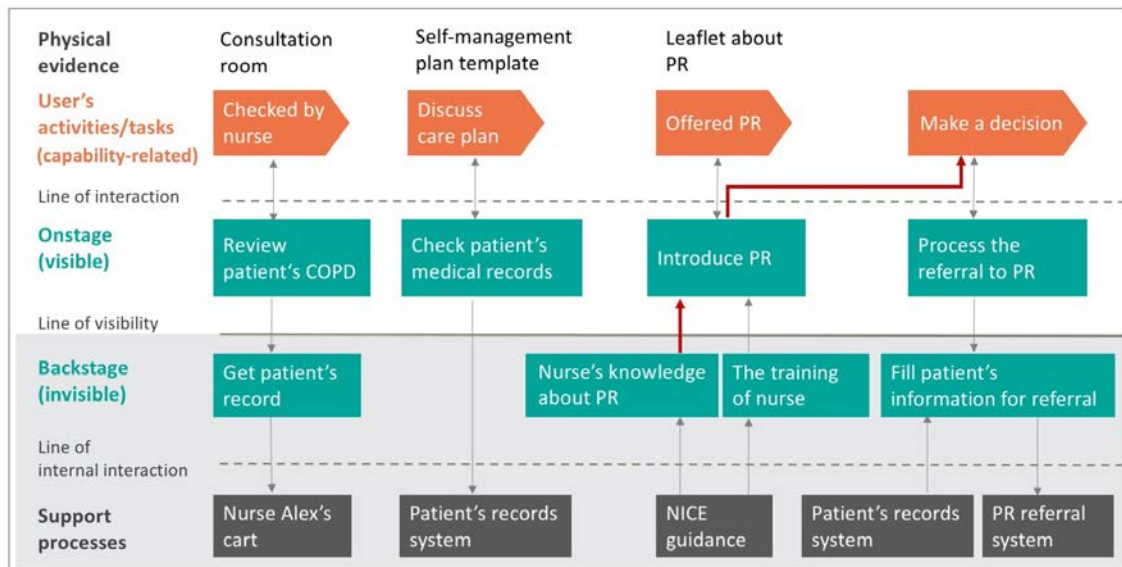 Physical
evidence
Consultation
room
Self-management
plan template
Leaflet about
PR
User's
activities/tasks
(capability-related)
Checked by
nurse
Discuss
care plan
Offered PR
Make a decision
Line of interaction
Onstage
(visible)
Review
patient's COPD
Check patient's
medical records
Introduce PR
Process the
referral to PR
Line of visibility
Backstage
(invisible)
Get patient's
record
Nurse's knowledge
about PR
The training
of nurse
Fill patient's
information for referral
Line of
internal interaction
Support
processes
Nurse Alex's
cart
Patient's records
system
NICE
guidance
Patient's records
system
PR referral
system